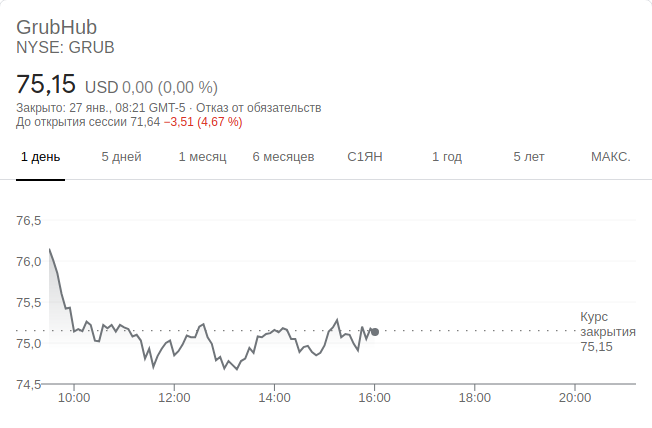 GrubHub
NYSE: GRUB
75,15 USD 0,00 (0,00 %)
Закрыто: 27 янв., 08:21 GMT-5 · Отказ от обязательств
До открытия сессии 71,64 −3,51 (4,67 %)
1 день 5 дней 1 месяц 6 месяцев С1ЯН 1 год 5 лет МАКС.
76,5
76,0
75,5
Курс
закрытия
75,15
75,0
74,5
10:00 12:00 14:00 16:00 18:00 20:00